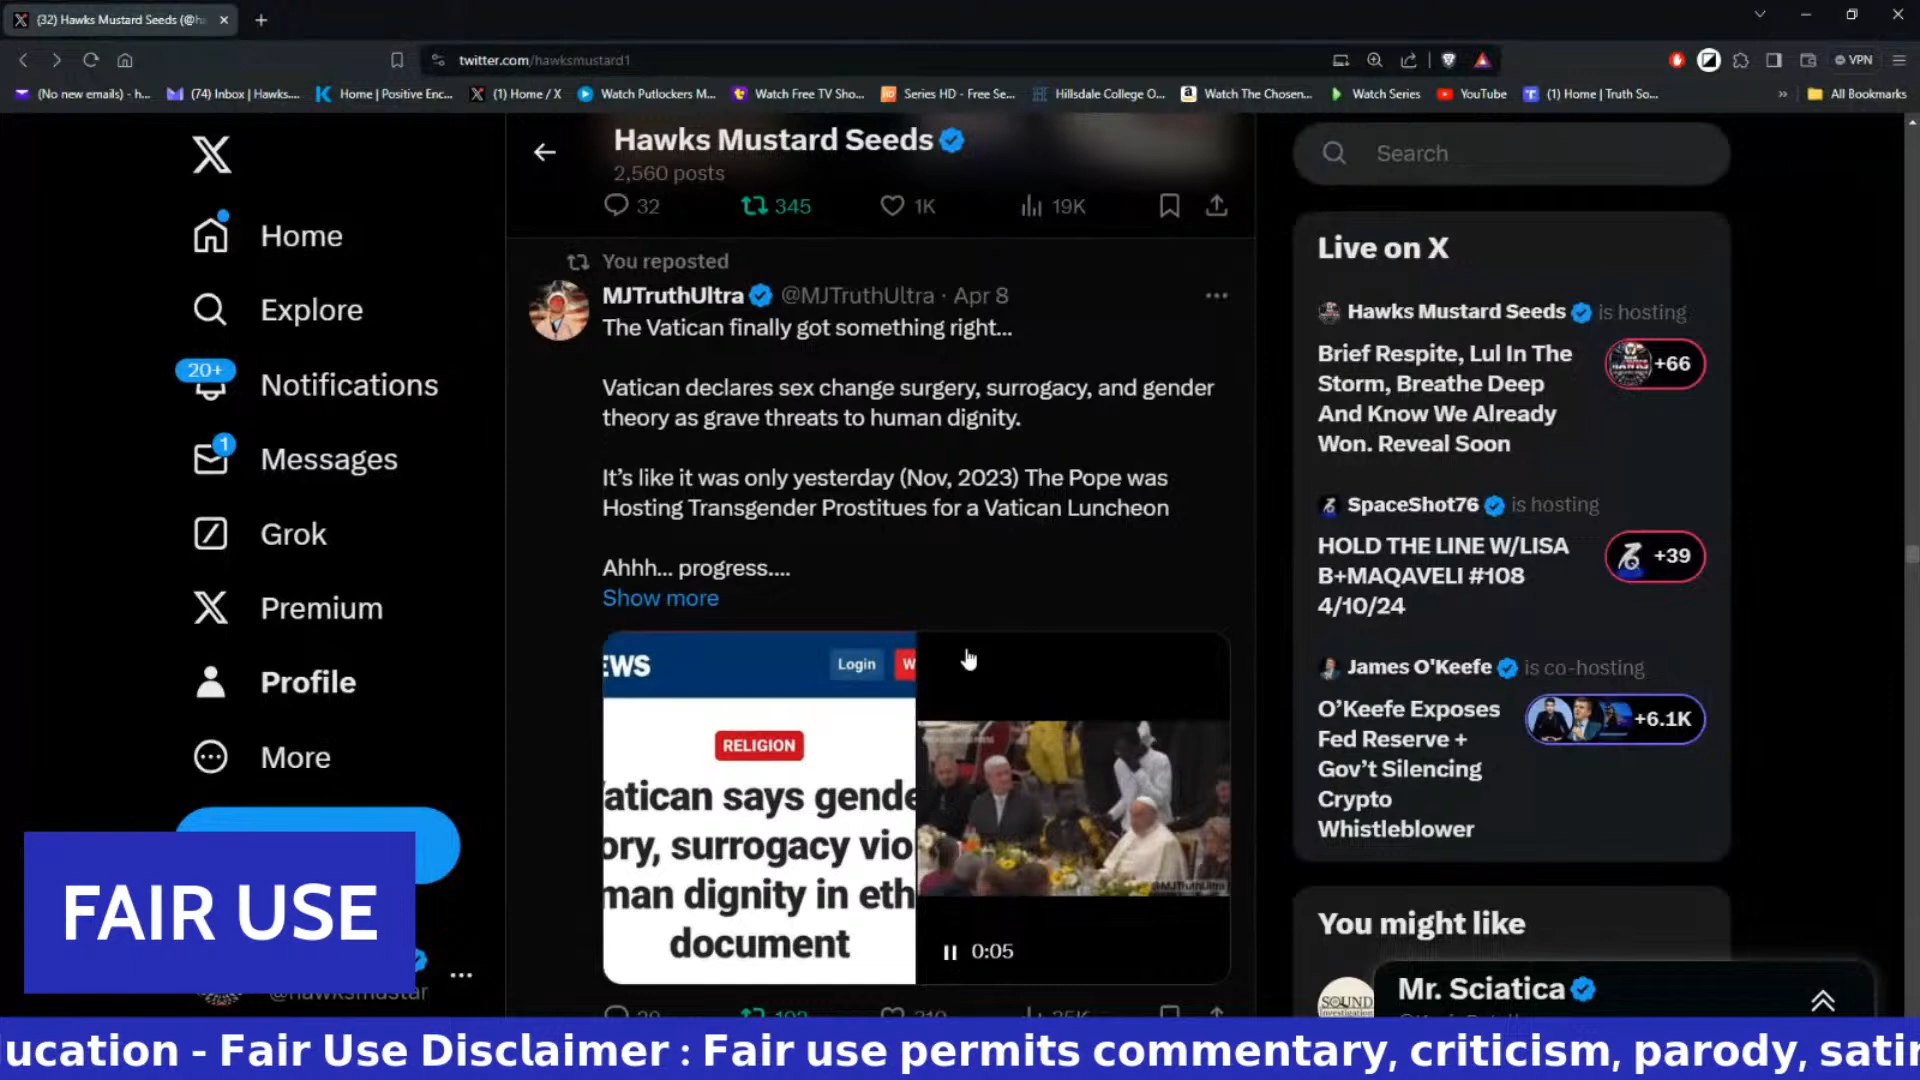 (32) Hawks Mustard Seeds (@h
twitter.com/hawksmustard1
VPN
(No new emails) - h...
(74) Inbox | Hawks....
Home | Positive Enc...
(1) Home / X
Watch Putlockers M...
Watch Free TV Sho...
Series HD - Free Se...
Hillsdale College O...
Watch The Chosen...
Watch Series
YouTube
(1) Home | Truth So...
All Bookmarks
Home
Explore
20+
Notifications
1
Messages
Grok
Premium
Profile
More
Hawks Mustard Seeds
2,560 posts
32 345 1K 19K
You reposted
MJTruthUltra @MJTruthUltra · Apr 8
The Vatican finally got something right...
Vatican declares sex change surgery, surrogacy, and gender
theory as grave threats to human dignity.
It's like it was only yesterday (Nov, 2023) The Pope was
Hosting Transgender Prostitues for a Vatican Luncheon
Ahhh... progress....
Show more
EWS
Login
W
RELIGION
atican says gende
ory, surrogacy vio
man dignity in eth
document
@MJTruthUltra
0:05
Search
Live on X
Hawks Mustard Seeds is hosting
Brief Respite, Lul In The
Storm, Breathe Deep
And Know We Already
Won. Reveal Soon
+66
SpaceShot76 is hosting
HOLD THE LINE W/LISA
B+MAQAVELI #108
4/10/24
+39
James O'Keefe is co-hosting
O'Keefe Exposes
Fed Reserve +
Gov't Silencing
Crypto
Whistleblower
+6.1K
You might like
SOUND
Mr. Sciatica
FAIR USE
@hawksmustar
ducation - Fair Use Disclaimer : Fair use permits commentary, criticism, parody, satir